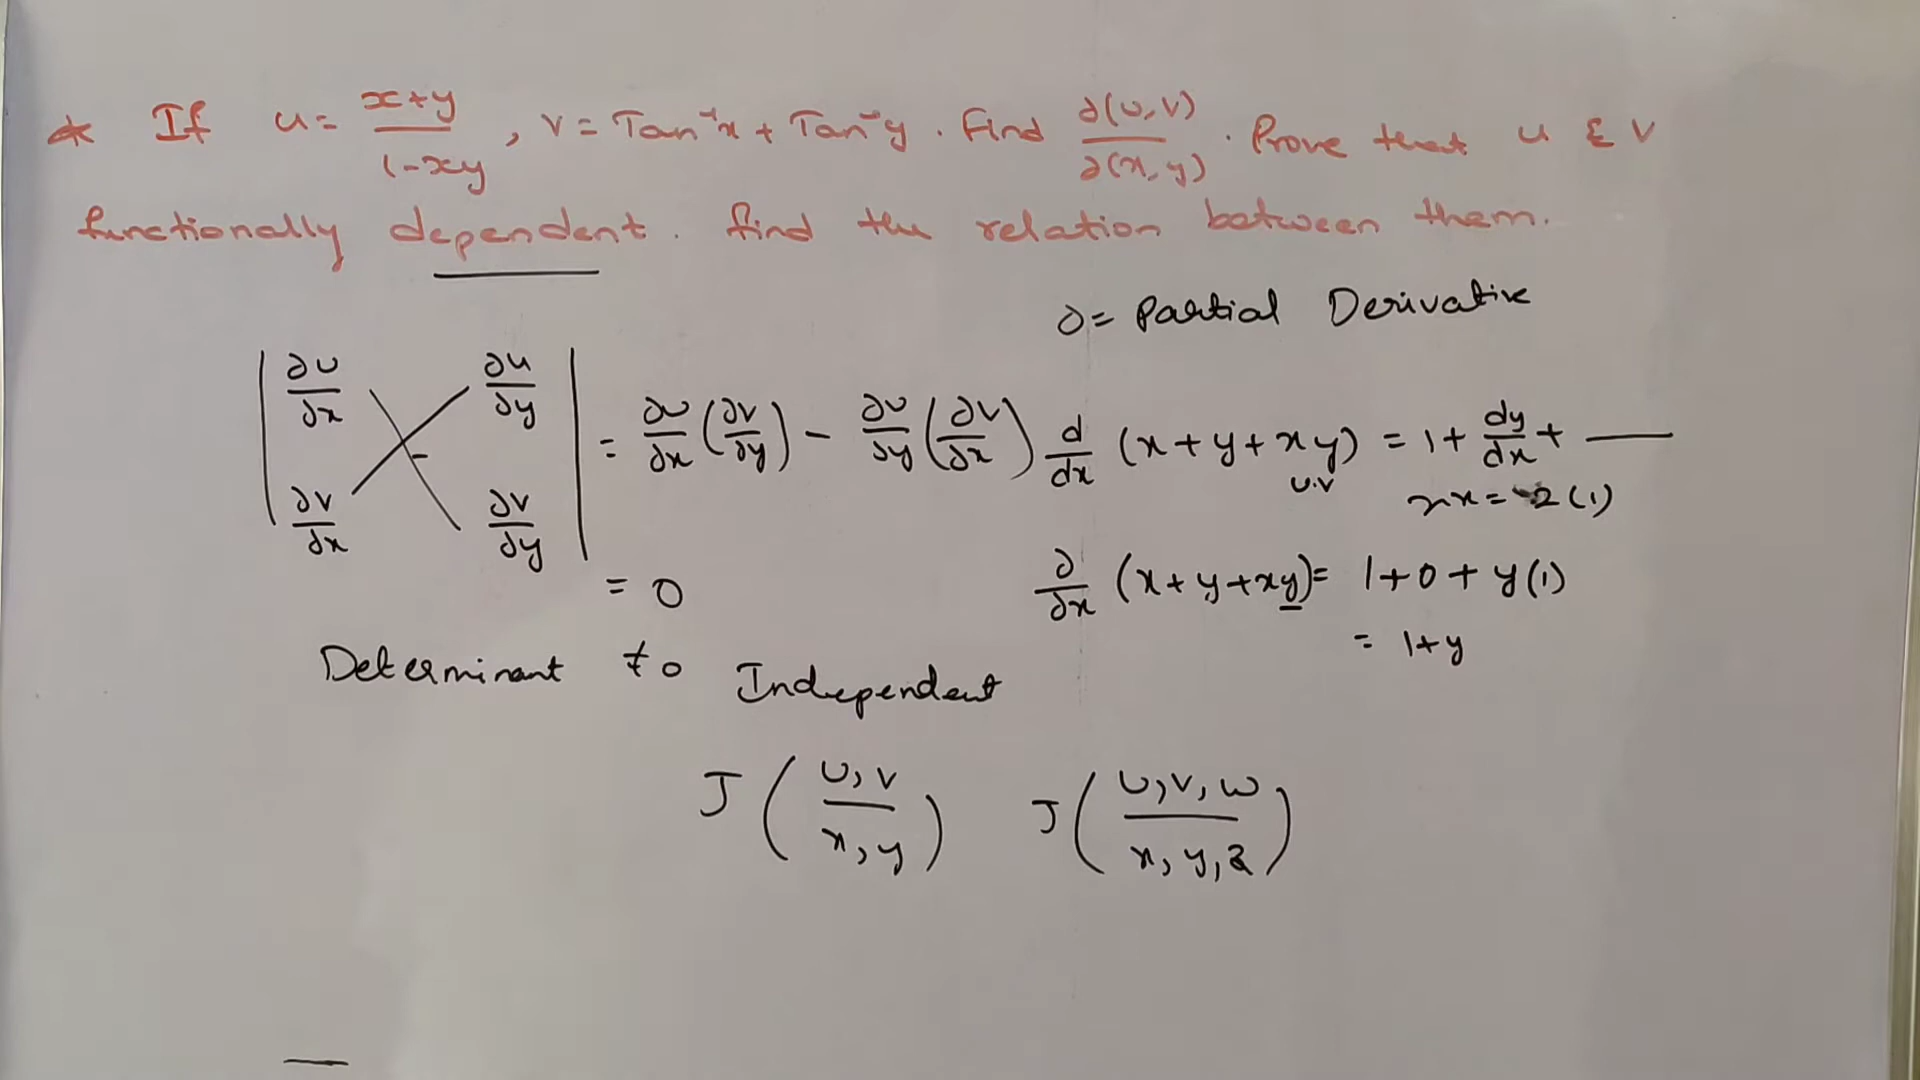 * If u = x+y / 1-xy , v = Tan⁻¹x + Tan⁻¹y . Find ∂(u,v) / ∂(x,y) . Prove that u & v
functionally dependent. find the relation between them.
∂ = Partial Derivative
| ∂u/∂x ∂u/∂y |
| ∂v/∂x ∂v/∂y | = ∂u/∂x (∂v/∂y) - ∂u/∂y (∂v/∂x)
= 0
d/dx (x + y + xy) = 1 + dy/dx + ——
u.v
∂/∂x (x + y + xy) = 1 + 0 + y(1)
= 1+y
Determinant ≠ 0 Independent
J (u,v / x,y) J (u,v,w / x,y,z)